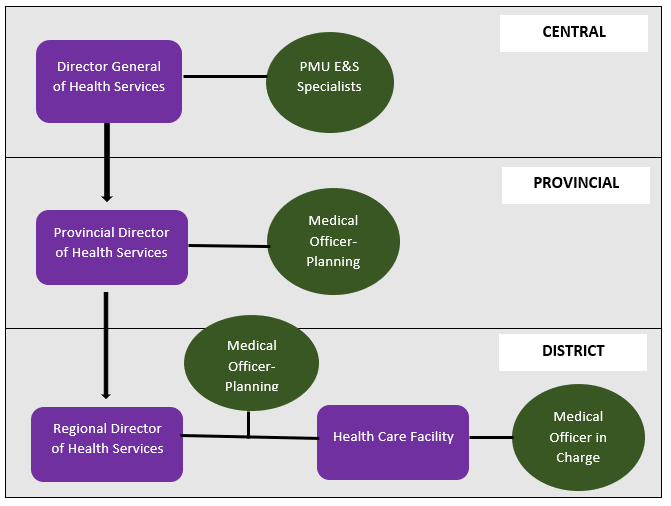 CENTRAL
Director General
of Health Services
PMU E&S
Specialists
PROVINCIAL
Provincial Director
of Health Services
Medical
Officer-
Planning
DISTRICT
Medical
Officer-
Planning
Regional Director
of Health Services
Health Care Facility
Medical
Officer in
Charge